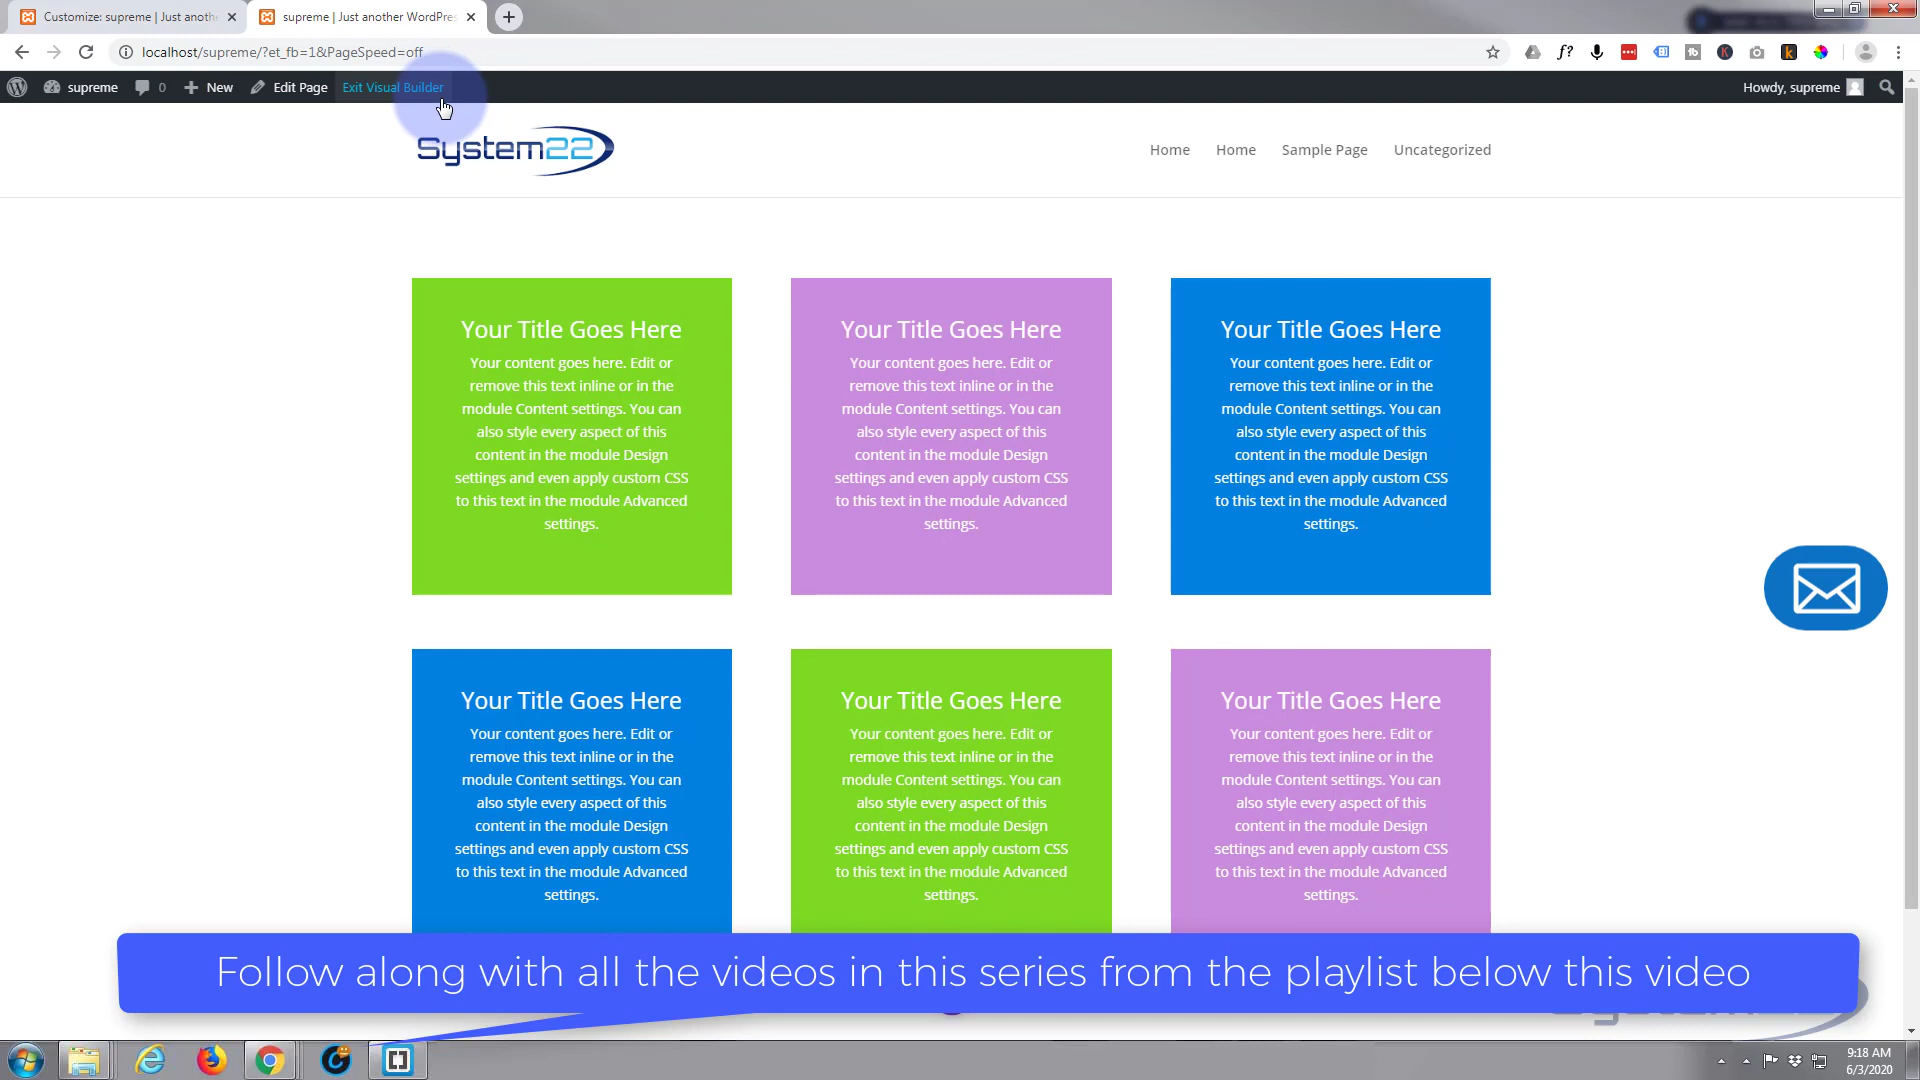 Customize: supreme | Just anoth
supreme | Just another WordPres
localhost/supreme/?et_fb=1&PageSpeed=off
supreme
0
New
Edit Page
Exit Visual Builder
Howdy, supreme
System22
Home
Home
Sample Page
Uncategorized
Your Title Goes Here
Your content goes here. Edit or
remove this text inline or in the
module Content settings. You can
also style every aspect of this
content in the module Design
settings and even apply custom CSS
to this text in the module Advanced
settings.
Your Title Goes Here
Your content goes here. Edit or
remove this text inline or in the
module Content settings. You can
also style every aspect of this
content in the module Design
settings and even apply custom CSS
to this text in the module Advanced
settings.
Your Title Goes Here
Your content goes here. Edit or
remove this text inline or in the
module Content settings. You can
also style every aspect of this
content in the module Design
settings and even apply custom CSS
to this text in the module Advanced
settings.
Your Title Goes Here
Your content goes here. Edit or
remove this text inline or in the
module Content settings. You can
also style every aspect of this
content in the module Design
settings and even apply custom CSS
to this text in the module Advanced
settings.
Your Title Goes Here
Your content goes here. Edit or
remove this text inline or in the
module Content settings. You can
also style every aspect of this
content in the module Design
settings and even apply custom CSS
to this text in the module Advanced
settings.
Your Title Goes Here
Your content goes here. Edit or
remove this text inline or in the
module Content settings. You can
also style every aspect of this
content in the module Design
settings and even apply custom CSS
to this text in the module Advanced
settings.
Follow along with all the videos in this series from the playlist below this video
9:18 AM
6/3/2020